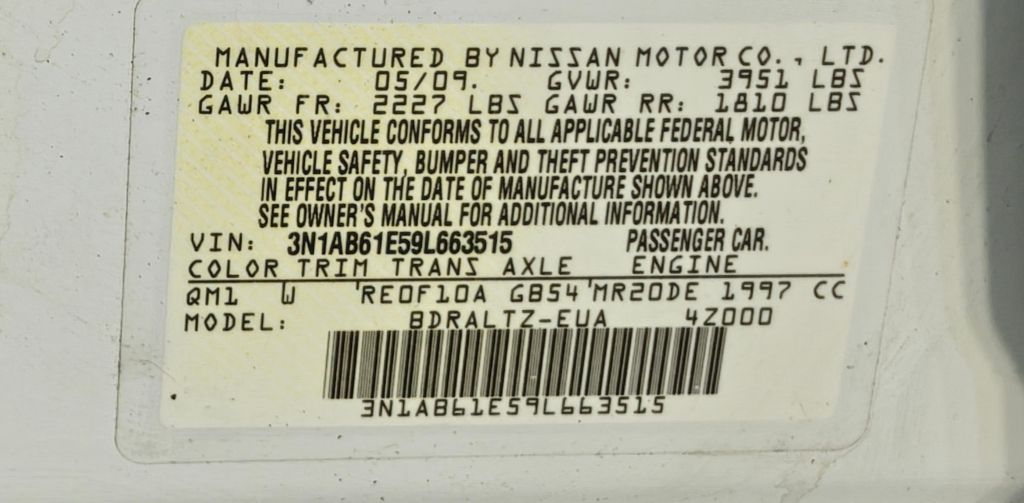 MANUFACTURED BY NISSAN MOTOR CO., LTD.
DATE: 05/09. GVWR: 3951 LBS
GAWR FR: 2227 LBS GAWR RR: 1810 LBS
THIS VEHICLE CONFORMS TO ALL APPLICABLE FEDERAL MOTOR,
VEHICLE SAFETY, BUMPER AND THEFT PREVENTION STANDARDS
IN EFFECT ON THE DATE OF MANUFACTURE SHOWN ABOVE.
SEE OWNER'S MANUAL FOR ADDITIONAL INFORMATION.
VIN: 3N1AB61E59L663515 PASSENGER CAR.
COLOR TRIM TRANS AXLE ENGINE
QM1 W 'RE0F10A GB54'MR20DE 1997 CC
MODEL: BDRALTZ-EUA 4Z000
3N1AB61E59L663515